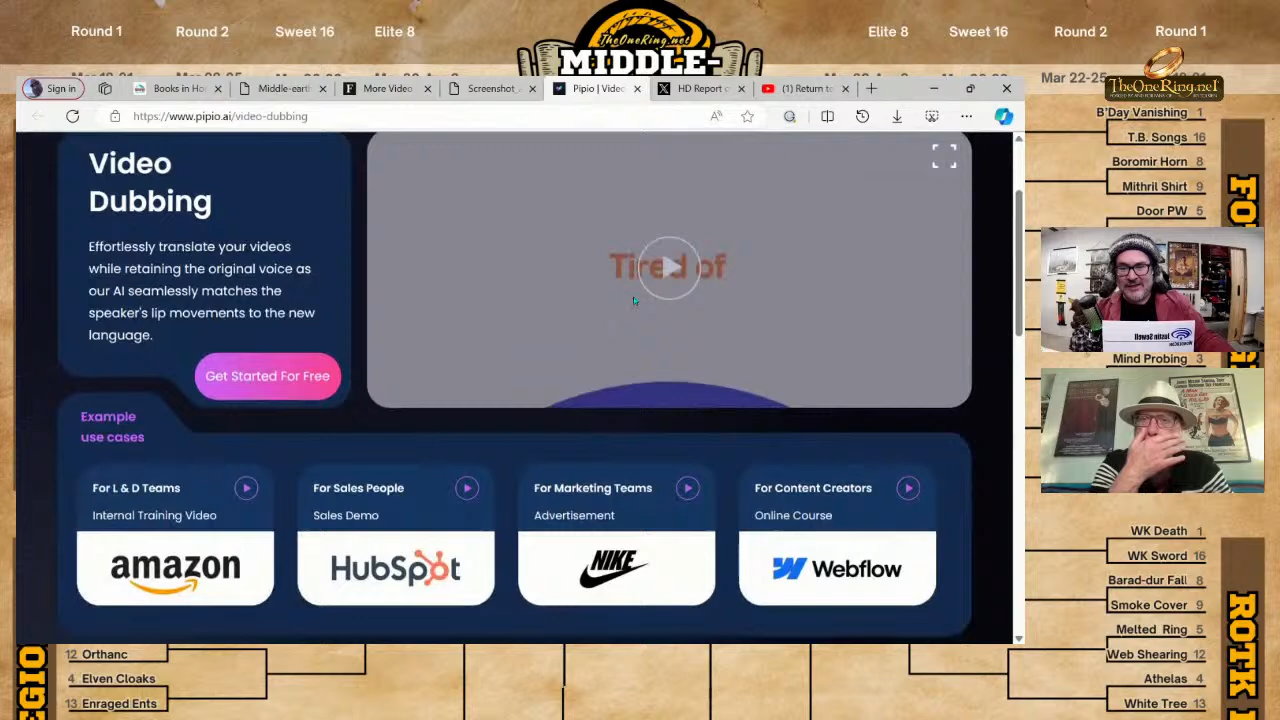 Round 1
Round 2
Sweet 16
Elite 8
TheOneRing.net
MIDDLE-
Elite 8
Sweet 16
Round 2
Round 1
Mar 22-25
TheOneRing.net
Sign in
Books in Ho
Middle-earth
More Video
Screenshot_
Pipio | Video
HD Report o
(1) Return to
https://www.pipio.ai/video-dubbing
Video
Dubbing
Effortlessly translate your videos
while retaining the original voice as
our AI seamlessly matches the
speaker's lip movements to the new
language.
Get Started For Free
Tired of
Example
use cases
For L & D Teams
Internal Training Video
amazon
For Sales People
Sales Demo
HubSpot
For Marketing Teams
Advertisement
NIKE
For Content Creators
Online Course
Webflow
B'Day Vanishing 1
T.B. Songs 16
Boromir Horn 8
Mithril Shirt 9
Door PW 5
FO
Justin Sewell
Mind Probing 3
WK Death 1
WK Sword 16
Barad-dur Fall 8
Smoke Cover 9
Melted Ring 5
Web Shearing 12
Athelas 4
White Tree 13
ROTK
GIO
12 Orthanc
4 Elven Cloaks
13 Enraged Ents